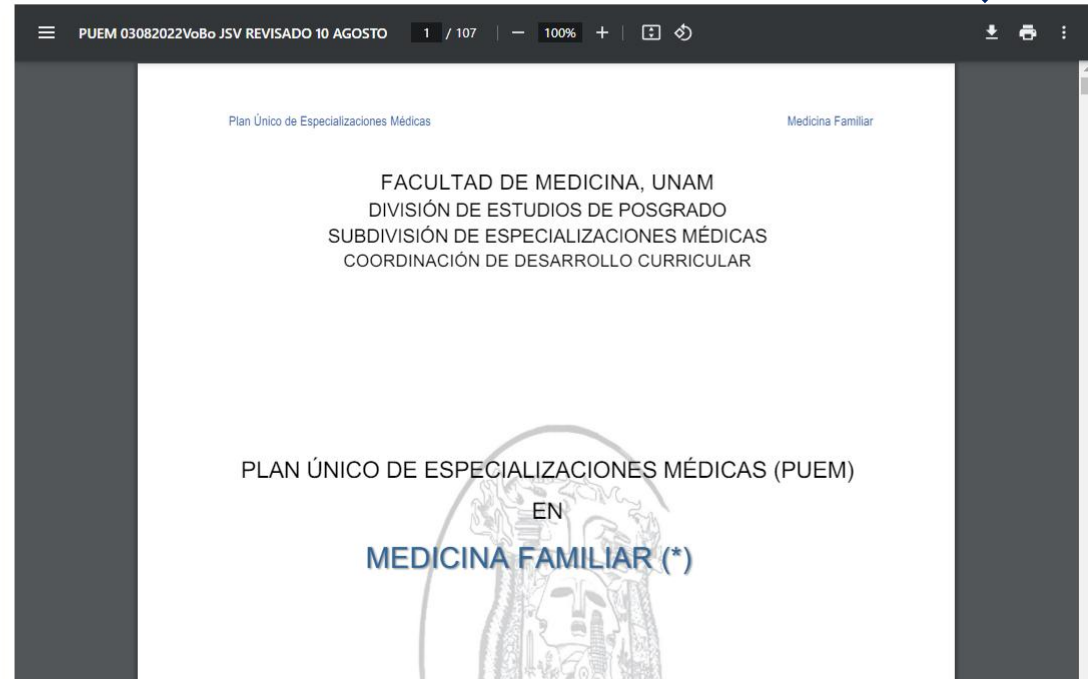 PUEM 03082022VoBo JSV REVISADO 10 AGOSTO 1 / 107 | − 100% + |
Plan Único de Especializaciones Médicas Medicina Familiar
FACULTAD DE MEDICINA, UNAM
DIVISIÓN DE ESTUDIOS DE POSGRADO
SUBDIVISIÓN DE ESPECIALIZACIONES MÉDICAS
COORDINACIÓN DE DESARROLLO CURRICULAR
PLAN ÚNICO DE ESPECIALIZACIONES MÉDICAS (PUEM)
EN
MEDICINA FAMILIAR (*)